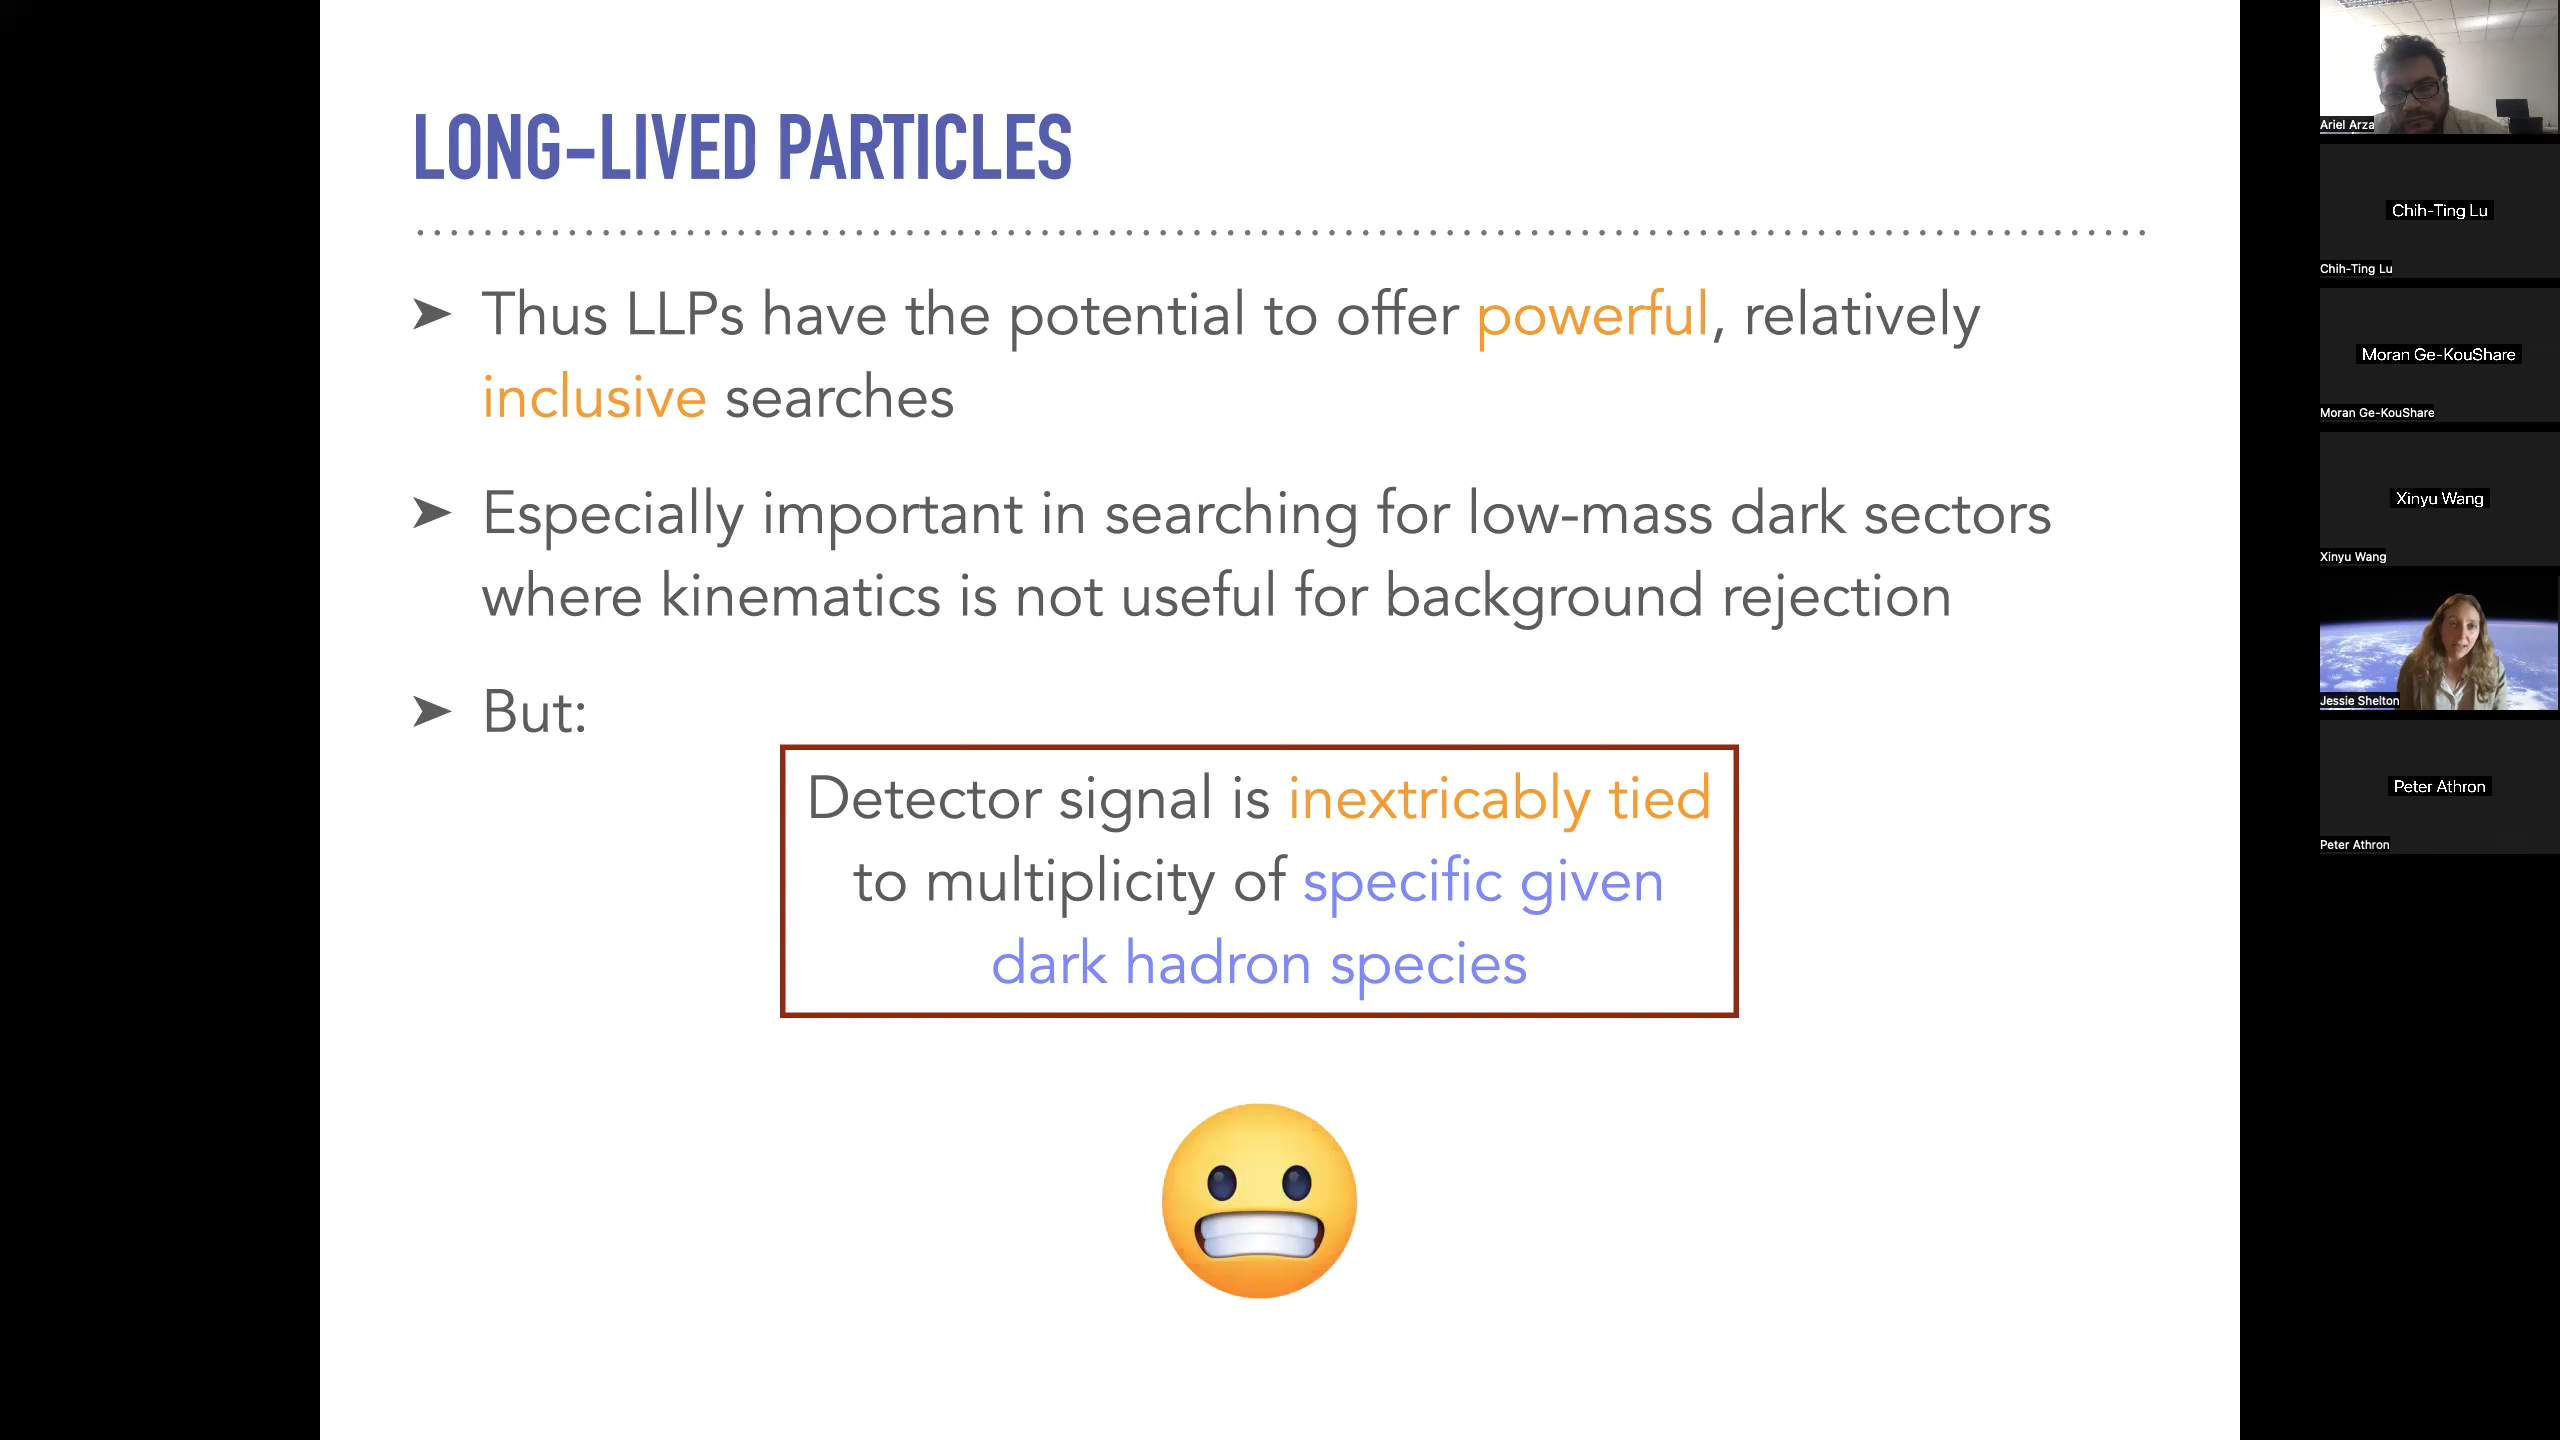 LONG-LIVED PARTICLES
➤ Thus LLPs have the potential to offer powerful, relatively
inclusive searches
➤ Especially important in searching for low-mass dark sectors
where kinematics is not useful for background rejection
➤ But:
Detector signal is inextricably tied
to multiplicity of specific given
dark hadron species
Ariel Arza
Chih-Ting Lu
Chih-Ting Lu
Moran Ge-KouShare
Moran Ge-KouShare
Xinyu Wang
Xinyu Wang
Jessie Shelton
Peter Athron
Peter Athron